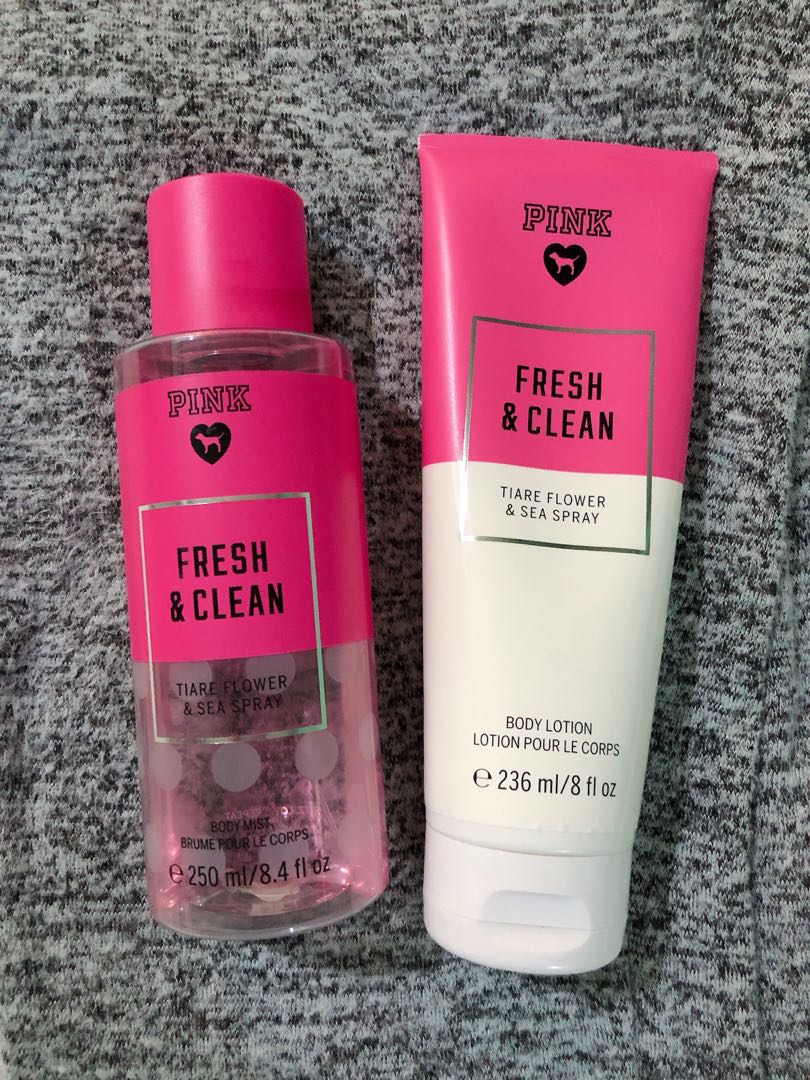 PINK
FRESH
& CLEAN
TIARE FLOWER
& SEA SPRAY
BODY MIST
BRUME POUR LE CORPS
℮ 250 ml/8.4 fl oz
PINK
FRESH
& CLEAN
TIARE FLOWER
& SEA SPRAY
BODY LOTION
LOTION POUR LE CORPS
℮ 236 ml/8 fl oz